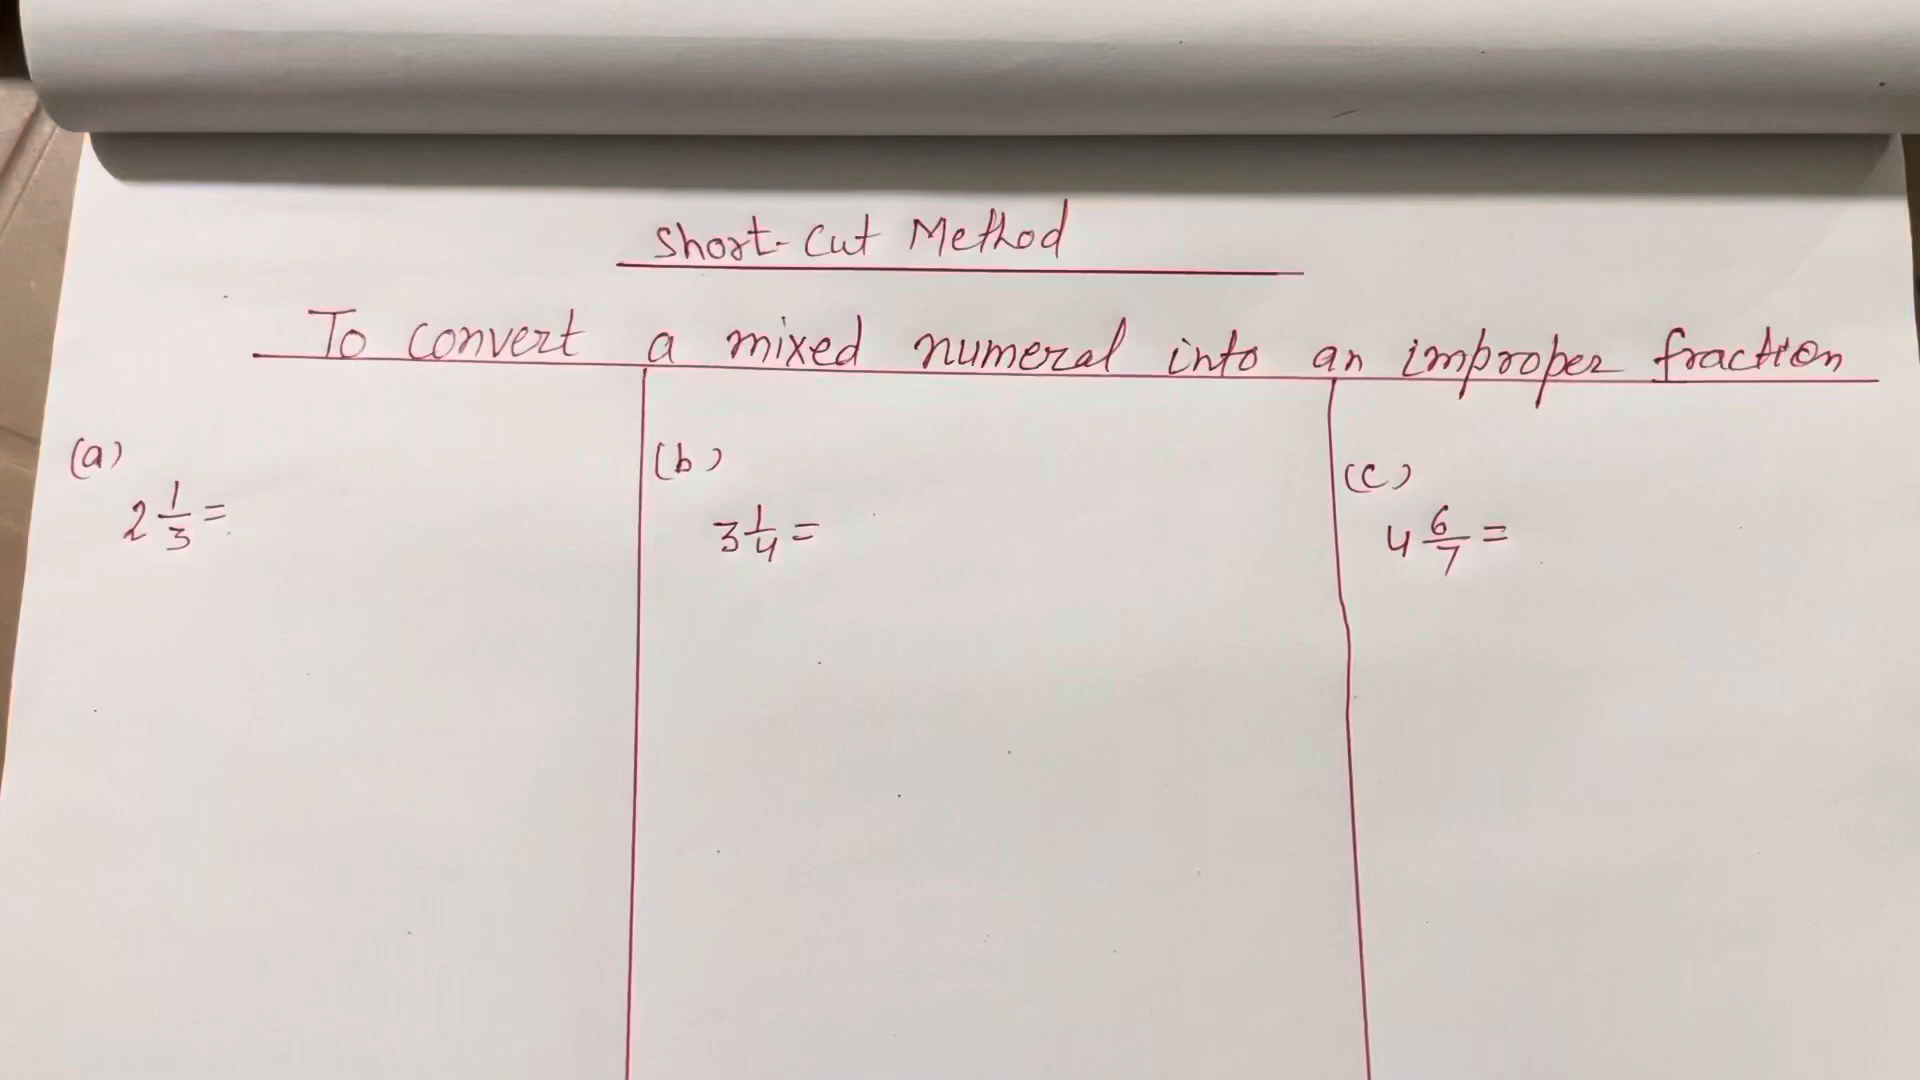 Short-Cut Method
To convert a mixed numeral into an improper fraction
(a)
2 1/3 =
(b)
3 1/4 =
(c)
4 6/7 =